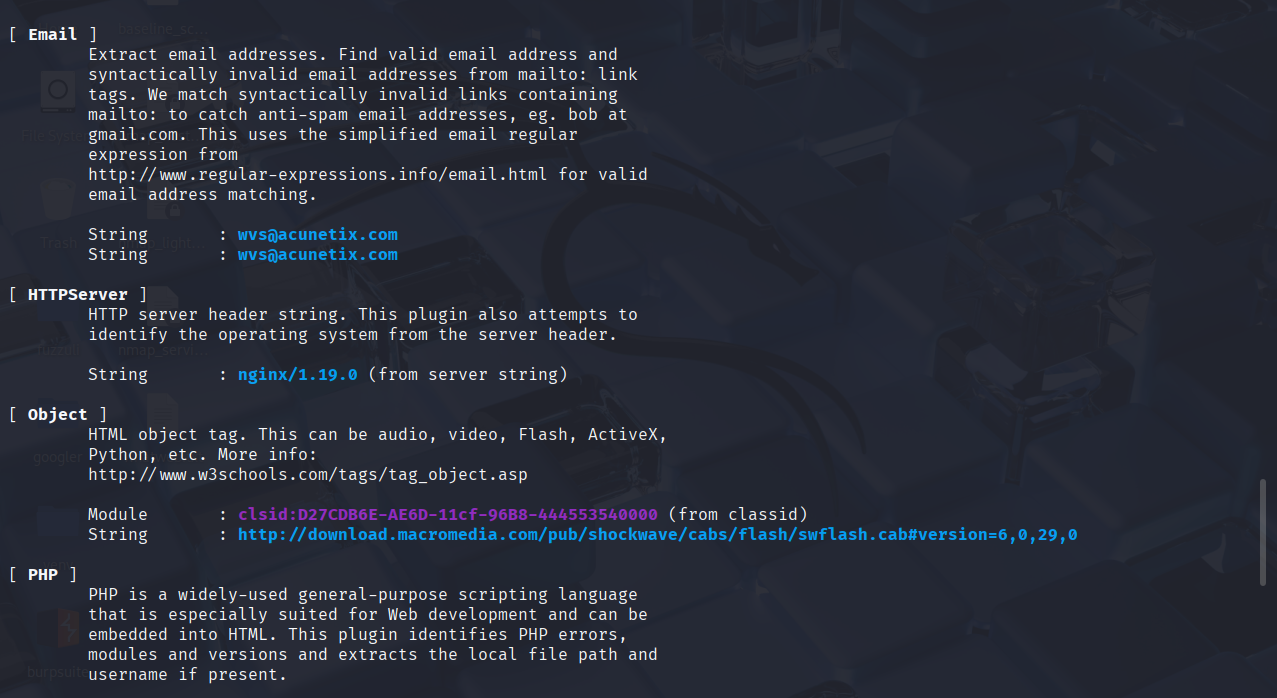 [ Email ]
Extract email addresses. Find valid email address and
syntactically invalid email addresses from mailto: link
tags. We match syntactically invalid links containing
mailto: to catch anti-spam email addresses, eg. bob at
gmail.com. This uses the simplified email regular
expression from
http://www.regular-expressions.info/email.html for valid
email address matching.
String : wvs@acunetix.com
String : wvs@acunetix.com
[ HTTPServer ]
HTTP server header string. This plugin also attempts to
identify the operating system from the server header.
String : nginx/1.19.0 (from server string)
[ Object ]
HTML object tag. This can be audio, video, Flash, ActiveX,
Python, etc. More info:
http://www.w3schools.com/tags/tag_object.asp
Module : clsid:D27CDB6E-AE6D-11cf-96B8-444553540000 (from classid)
String : http://download.macromedia.com/pub/shockwave/cabs/flash/swflash.cab#version=6,0,29,0
[ PHP ]
PHP is a widely-used general-purpose scripting language
that is especially suited for Web development and can be
embedded into HTML. This plugin identifies PHP errors,
modules and versions and extracts the local file path and
username if present.
Trash
burpsuite